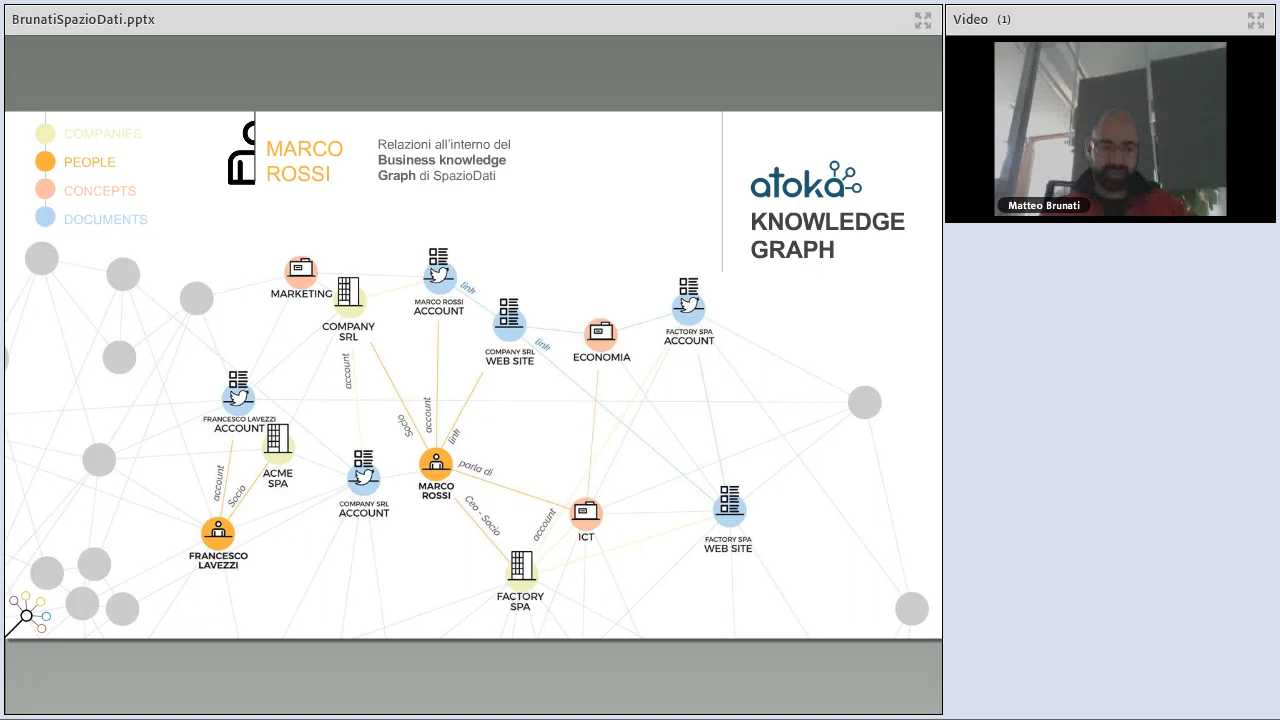 BrunatiSpazioDati.pptx
Video (1)
Matteo Brunati
COMPANIES
PEOPLE
CONCEPTS
DOCUMENTS
MARCO
ROSSI
Relazioni all'interno del
Business knowledge
Graph di SpazioDati
atoka
KNOWLEDGE
GRAPH
MARKETING
COMPANY
SRL
MARCO ROSSI
ACCOUNT
link
COMPANY SRL
WEB SITE
link
ECONOMIA
FACTORY SPA
ACCOUNT
account
FRANCESCO LAVEZZI
ACCOUNT
ACME
SPA
account
Socio
FRANCESCO
LAVEZZI
COMPANY SRL
ACCOUNT
Socio
account
link
MARCO
ROSSI
parla di
Ceo - Socio
account
ICT
FACTORY SPA
WEB SITE
FACTORY
SPA